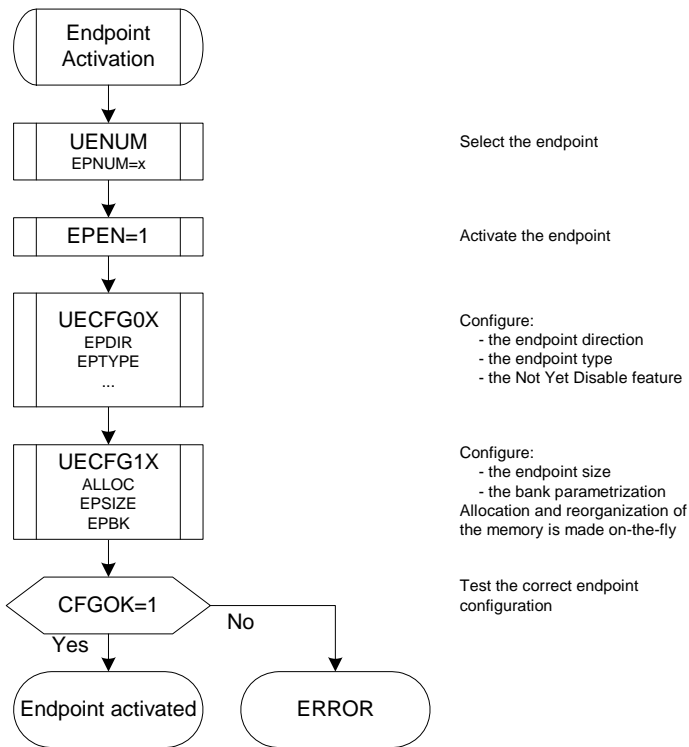 Endpoint
Activation
UENUM
EPNUM=x
Select the endpoint
EPEN=1
Activate the endpoint
UECFG0X
EPDIR
EPTYPE
...
Configure:
- the endpoint direction
- the endpoint type
- the Not Yet Disable feature
UECFG1X
ALLOC
EPSIZE
EPBK
Configure:
- the endpoint size
- the bank parametrization
Allocation and reorganization of
the memory is made on-the-fly
CFGOK=1
Test the correct endpoint
configuration
No
Yes
Endpoint activated
ERROR